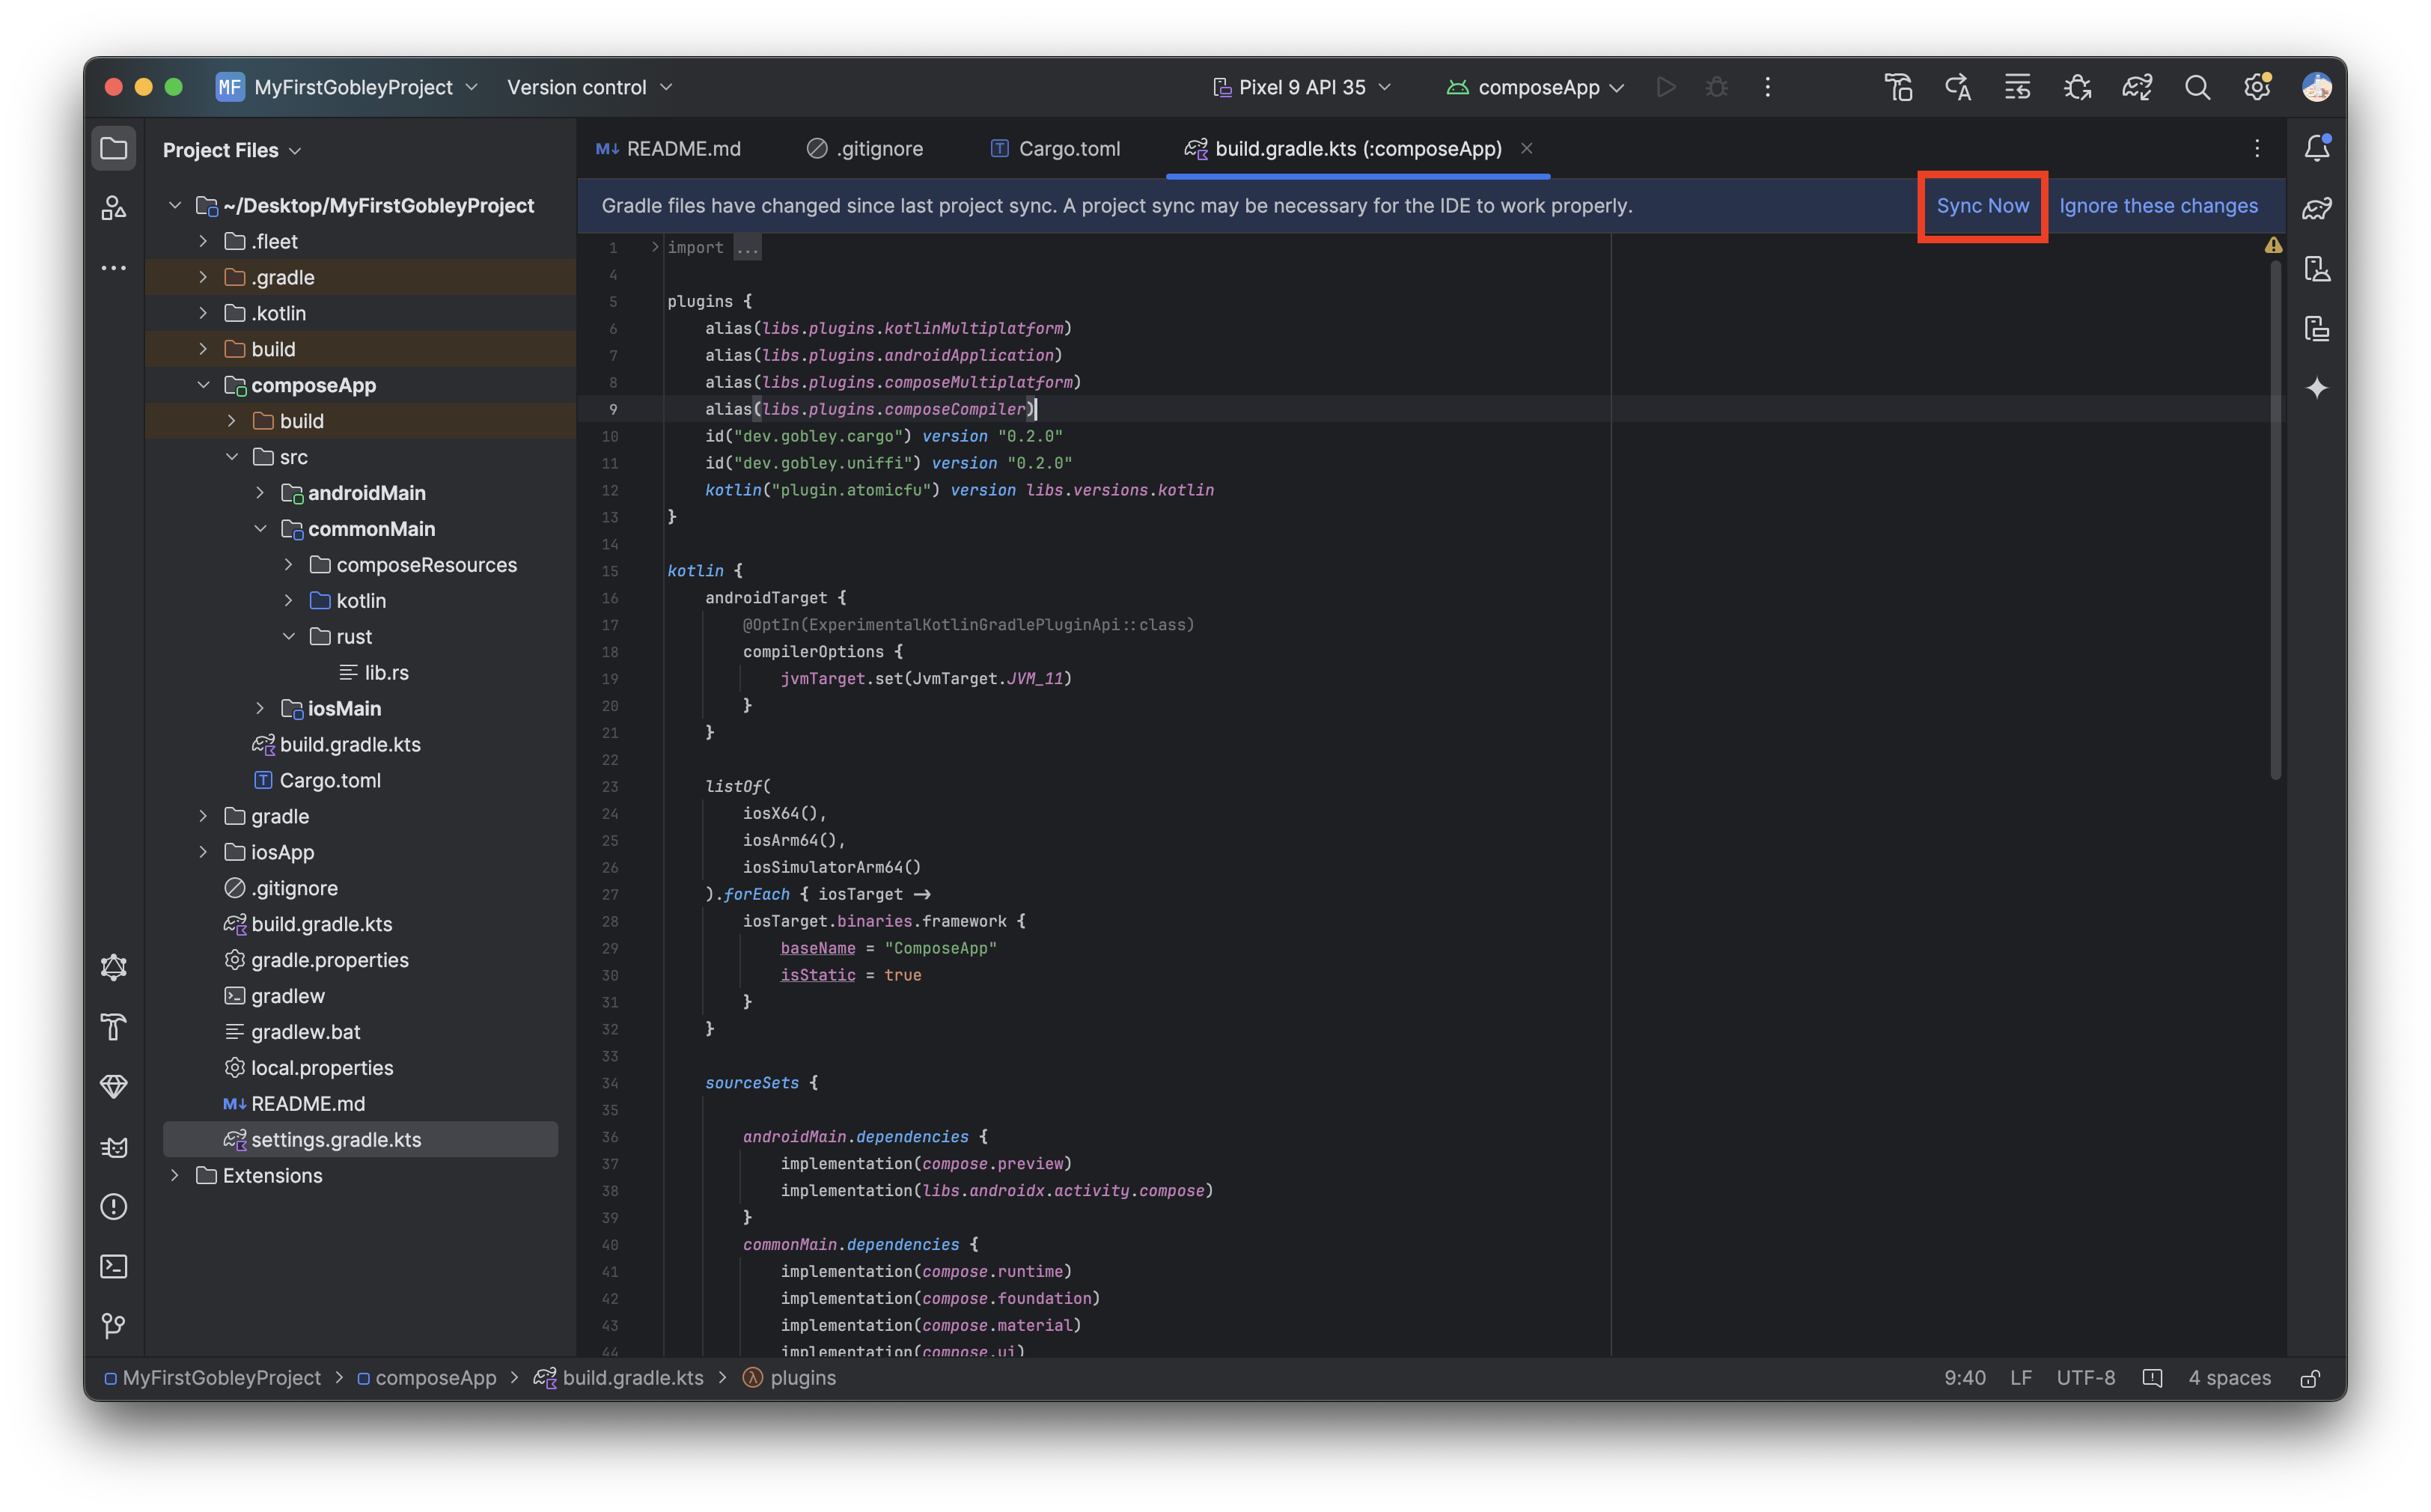 MF MyFirstGobleyProject Version control Pixel 9 API 35 composeApp
Project Files
README.md .gitignore Cargo.toml build.gradle.kts (:composeApp)
Gradle files have changed since last project sync. A project sync may be necessary for the IDE to work properly. Sync Now Ignore these changes
~/Desktop/MyFirstGobleyProject
.fleet
.gradle
.kotlin
build
composeApp
build
src
androidMain
commonMain
composeResources
kotlin
rust
lib.rs
iosMain
build.gradle.kts
Cargo.toml
gradle
iosApp
.gitignore
build.gradle.kts
gradle.properties
gradlew
gradlew.bat
local.properties
README.md
settings.gradle.kts
Extensions
1 import ...
4
5 plugins {
6 alias(libs.plugins.kotlinMultiplatform)
7 alias(libs.plugins.androidApplication)
8 alias(libs.plugins.composeMultiplatform)
9 alias(libs.plugins.composeCompiler)
10 id("dev.gobley.cargo") version "0.2.0"
11 id("dev.gobley.uniffi") version "0.2.0"
12 kotlin("plugin.atomicfu") version libs.versions.kotlin
13 }
14
15 kotlin {
16 androidTarget {
17 @OptIn(ExperimentalKotlinGradlePluginApi::class)
18 compilerOptions {
19 jvmTarget.set(JvmTarget.JVM_11)
20 }
21 }
22
23 listOf(
24 iosX64(),
25 iosArm64(),
26 iosSimulatorArm64()
27 ).forEach { iosTarget ->
28 iosTarget.binaries.framework {
29 baseName = "ComposeApp"
30 isStatic = true
31 }
32 }
33
34 sourceSets {
35
36 androidMain.dependencies {
37 implementation(compose.preview)
38 implementation(libs.androidx.activity.compose)
39 }
40 commonMain.dependencies {
41 implementation(compose.runtime)
42 implementation(compose.foundation)
43 implementation(compose.material)
44 implementation(compose.ui)
MyFirstGobleyProject > composeApp > build.gradle.kts > plugins 9:40 LF UTF-8 4 spaces